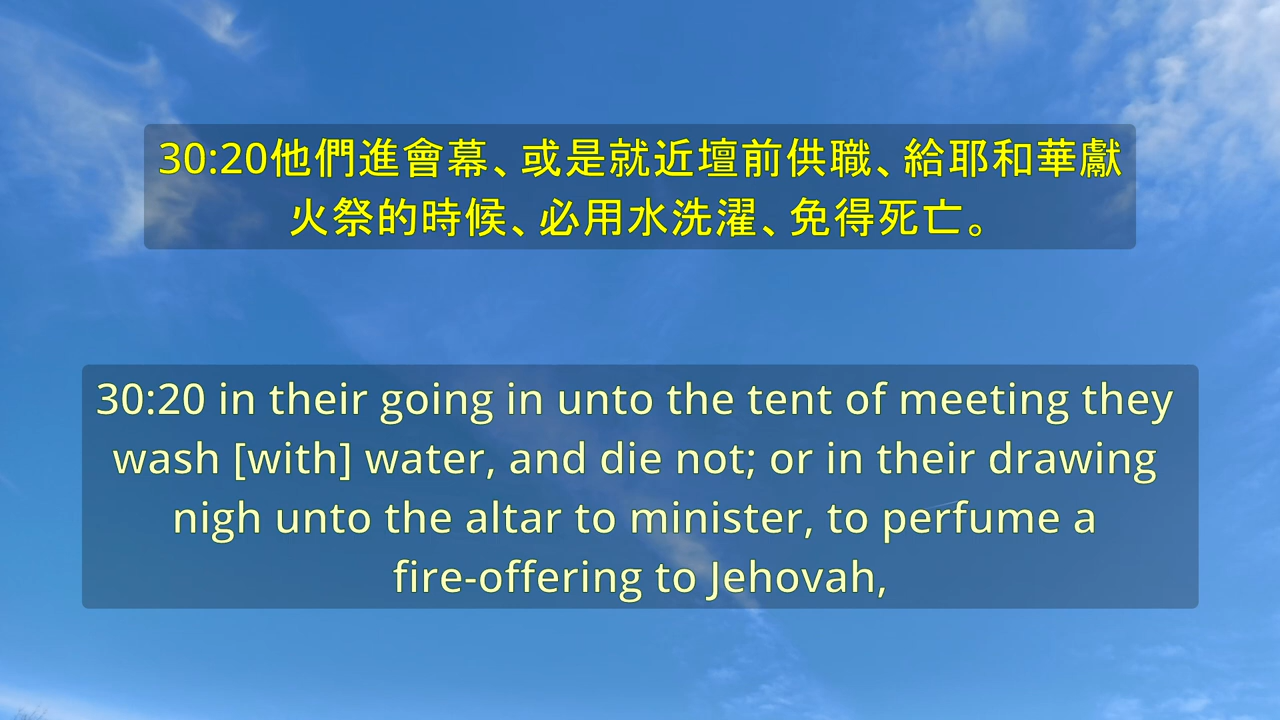 30:20他們進會幕、或是就近壇前供職、給耶和華獻
火祭的時候、必用水洗濯、免得死亡。
30:20 in their going in unto the tent of meeting they
wash [with] water, and die not; or in their drawing
nigh unto the altar to minister, to perfume a
fire-offering to Jehovah,